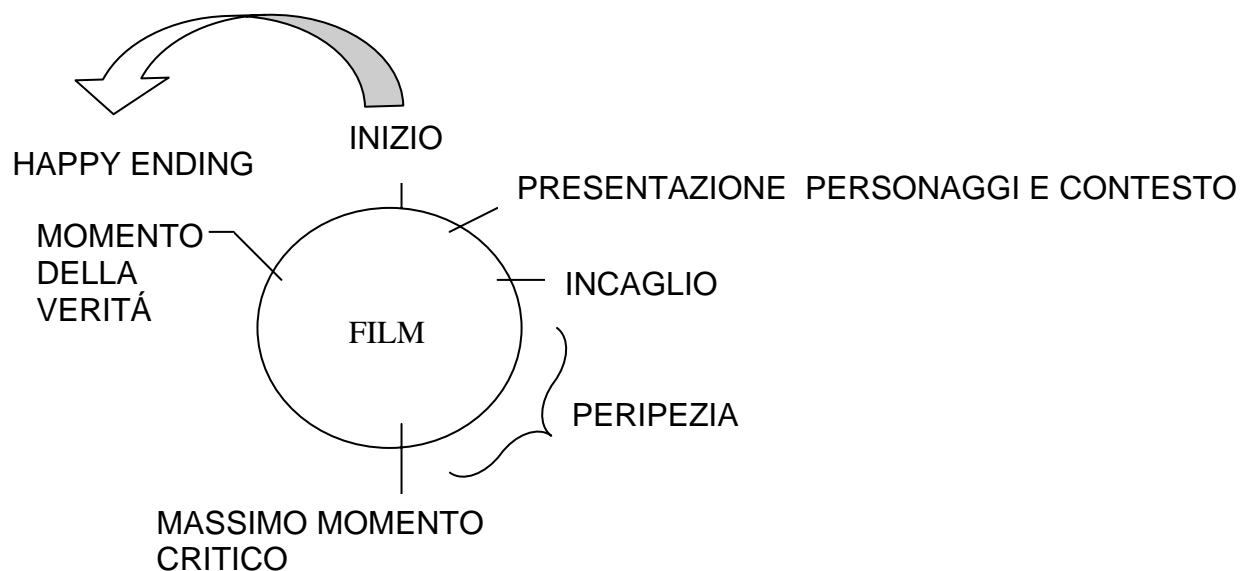 INIZIO
HAPPY ENDING
PRESENTAZIONE PERSONAGGI E CONTESTO
MOMENTO
DELLA
VERITÁ
INCAGLIO
FILM
PERIPEZIA
MASSIMO MOMENTO
CRITICO